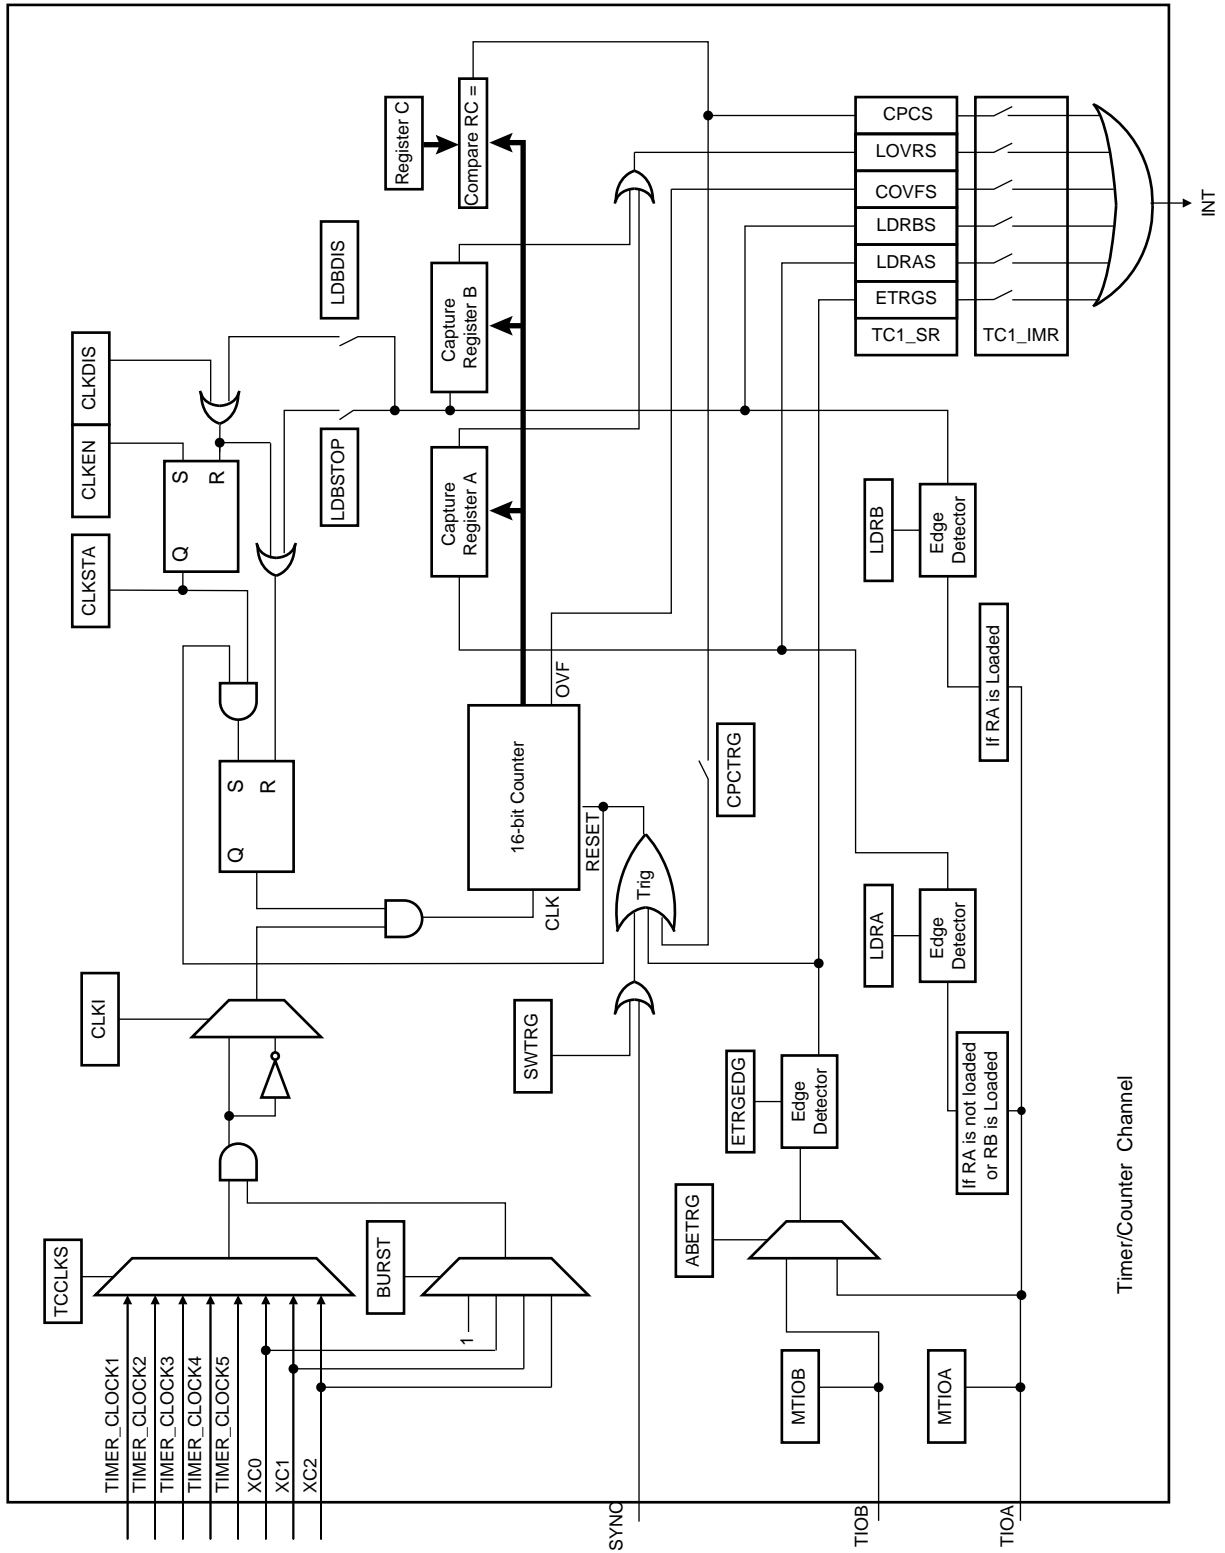 TCCLKS
TIMER_CLOCK1
TIMER_CLOCK2
TIMER_CLOCK3
TIMER_CLOCK4
TIMER_CLOCK5
XC0
XC1
XC2
CLKI
BURST
1
CLKSTA
CLKEN
CLKDIS
Q
S
R
Q
S
R
LDBSTOP
LDBDIS
Register C
Capture
Register A
Capture
Register B
Compare RC =
16-bit Counter
CLK
OVF
RESET
SWTRG
SYNC
Trig
CPCTRG
ABETRG
ETRGEDG
Edge
Detector
MTIOB
TIOB
MTIOA
TIOA
LDRA
Edge
Detector
If RA is not loaded
or RB is Loaded
LDRB
Edge
Detector
If RA is Loaded
CPCS
LOVRS
COVFS
LDRBS
LDRAS
ETRGS
TC1_SR
TC1_IMR
INT
Timer/Counter Channel